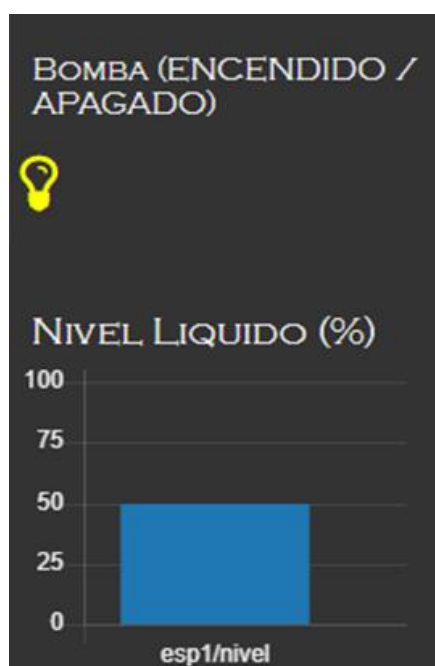 BOMBA (ENCENDIDO /
APAGADO)
NIVEL LIQUIDO (%)
100
75
50
25
0
esp1/nivel